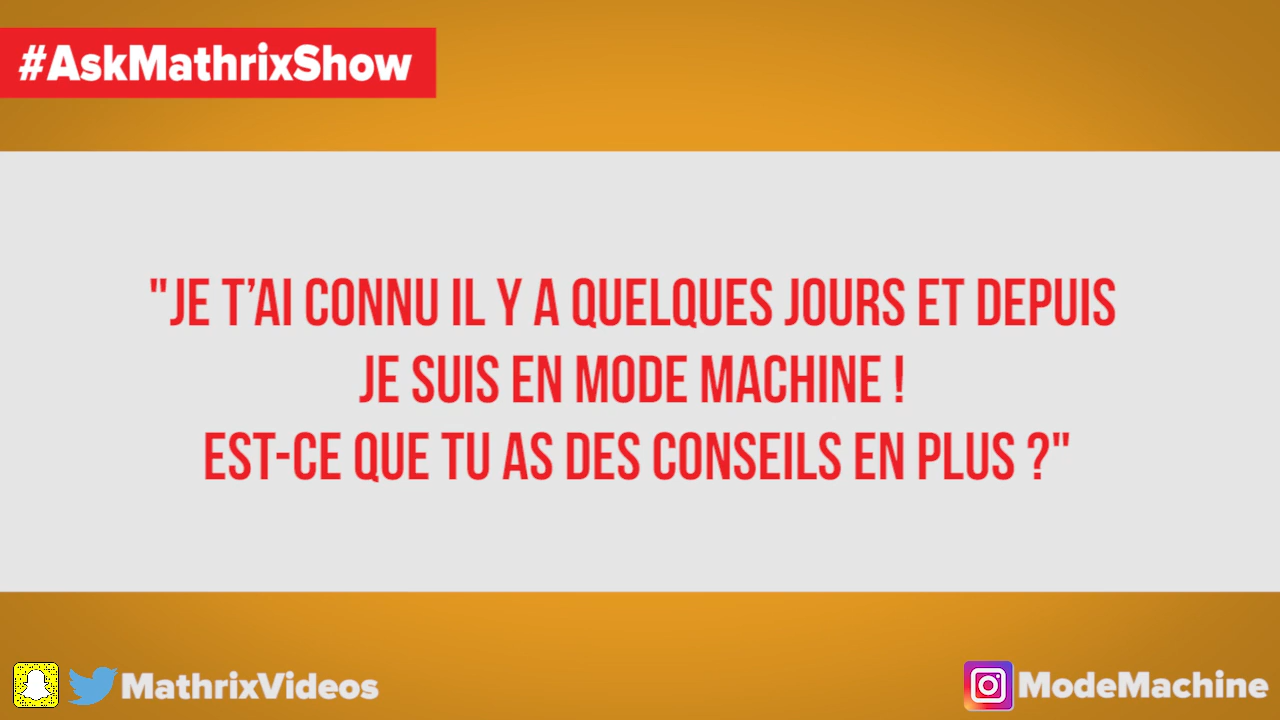 #AskMathrixShow
"JE T’AI CONNU IL Y A QUELQUES JOURS ET DEPUIS
JE SUIS EN MODE MACHINE !
EST-CE QUE TU AS DES CONSEILS EN PLUS ?"
MathrixVideos
ModeMachine